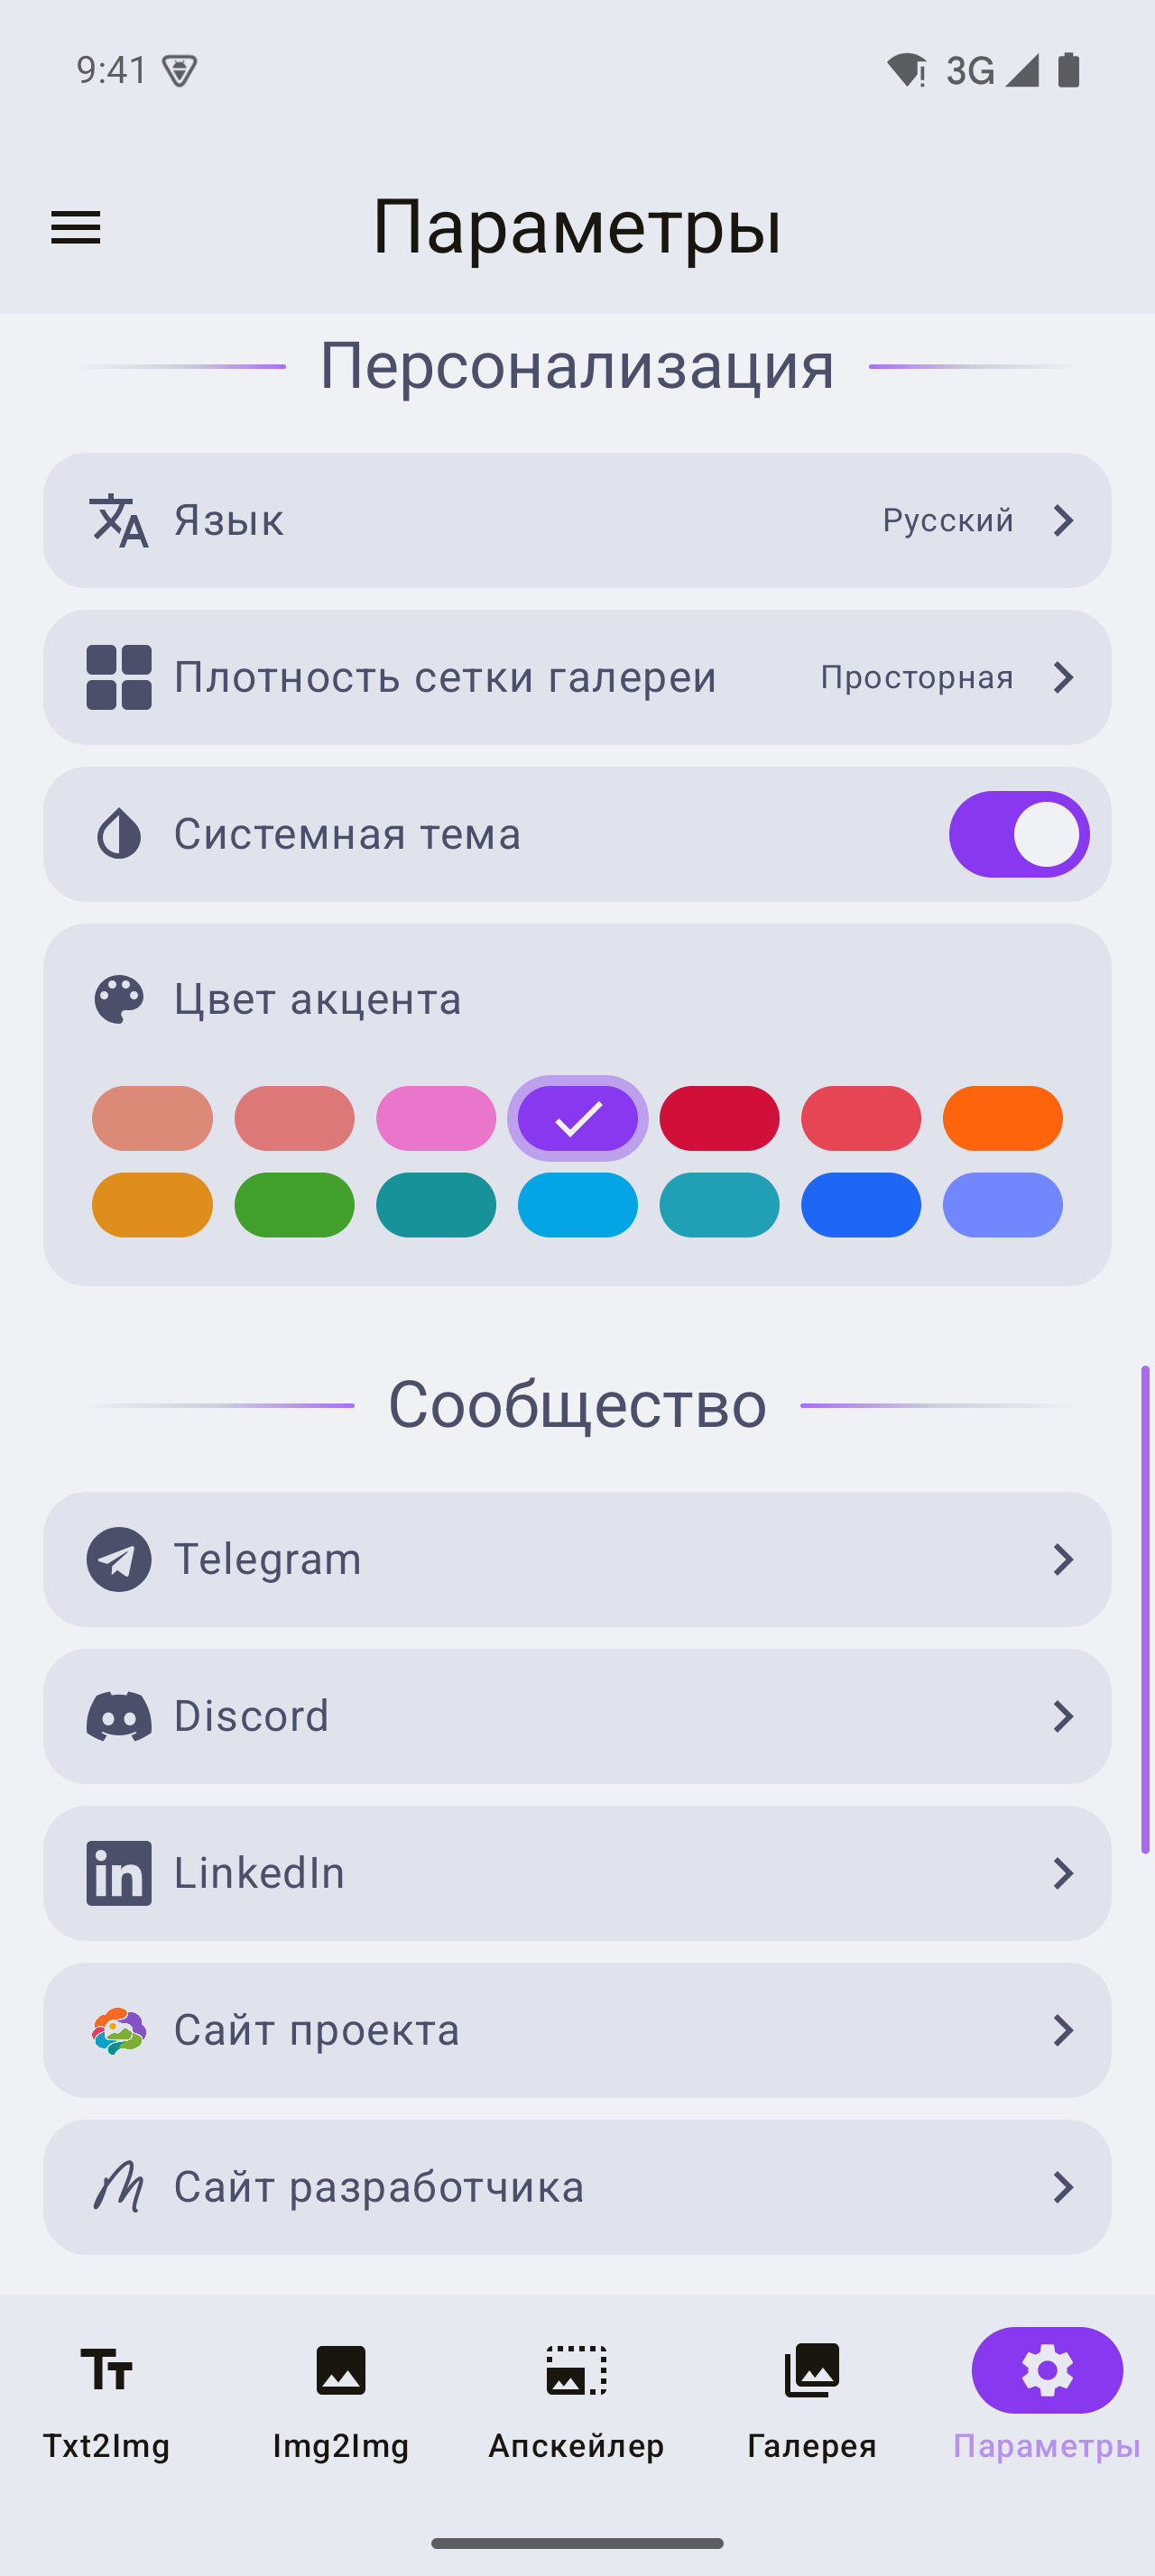 9:41
3G
Параметры
Персонализация
Язык
Русский
Плотность сетки галереи
Просторная
Системная тема
Цвет акцента
Сообщество
Telegram
Discord
LinkedIn
Сайт проекта
Сайт разработчика
Txt2Img
Img2Img
Апскейлер
Галерея
Параметры